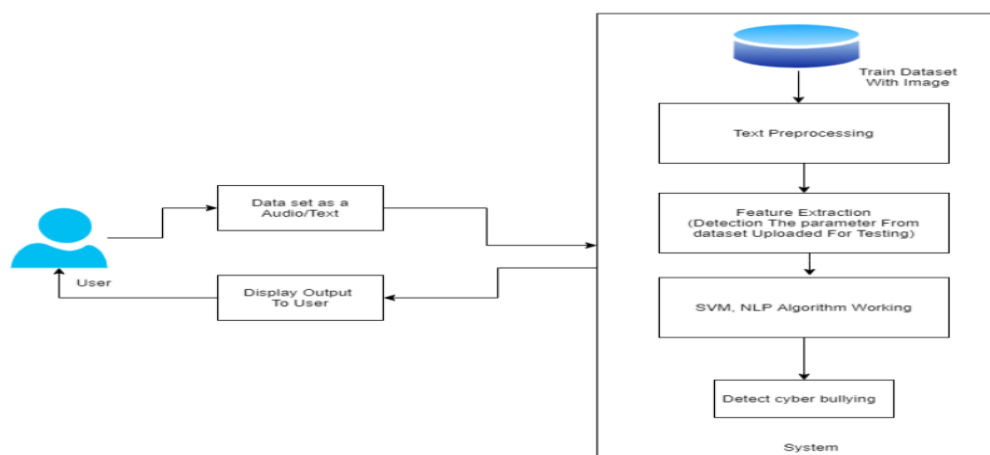 Train Dataset
With Image
Text Preprocessing
Data set as a
Audio/Text
Feature Extraction
(Detection The parameter From
dataset Uploaded For Testing)
User
Display Output
To User
SVM, NLP Algorithm Working
Detect cyber bullying
System